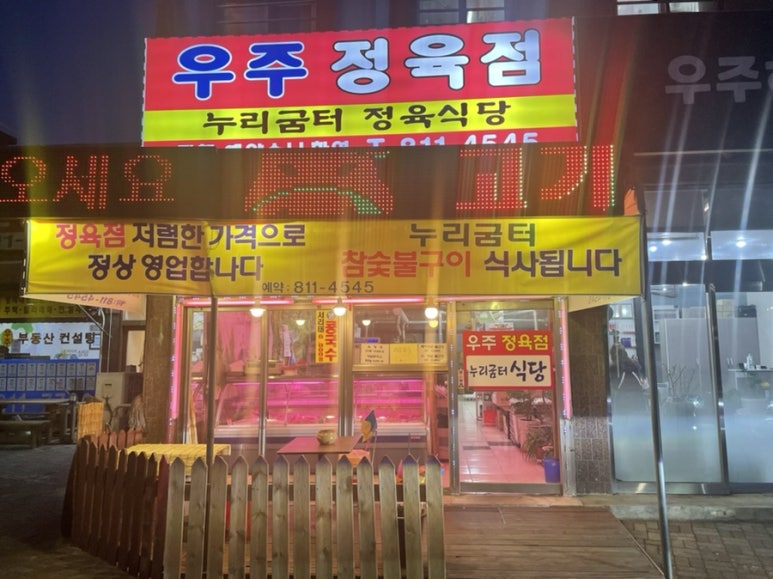 우주 정육점
우주
누리굼터 정육식당
811-4545
오세요
고기
정육점 저렴한 가격으로
정상 영업합니다
누리굼터
참숯불구이 식사됩니다
예약 : 811-4545
부동산 컨설팅
콩국수
우주 정육점
누리굼터 식당